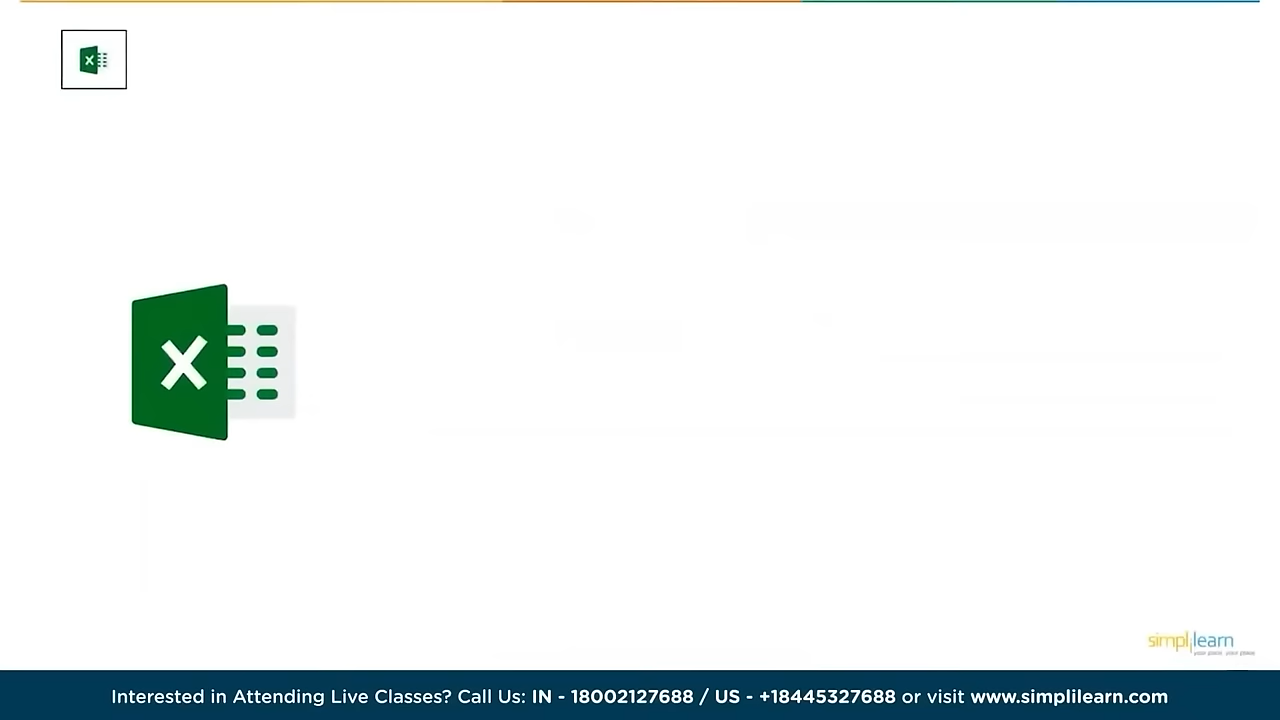 X
X
simplilearn
Interested in Attending Live Classes? Call Us: IN - 18002127688 / US - +18445327688 or visit www.simplilearn.com